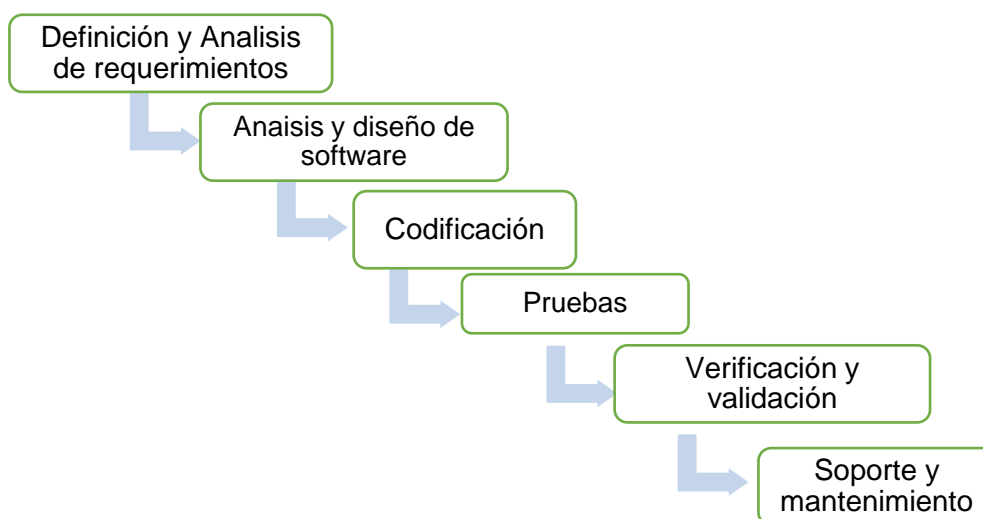 Definición y Analisis
de requerimientos
Anaisis y diseño de
software
Codificación
Pruebas
Verificación y
validación
Soporte y
mantenimiento